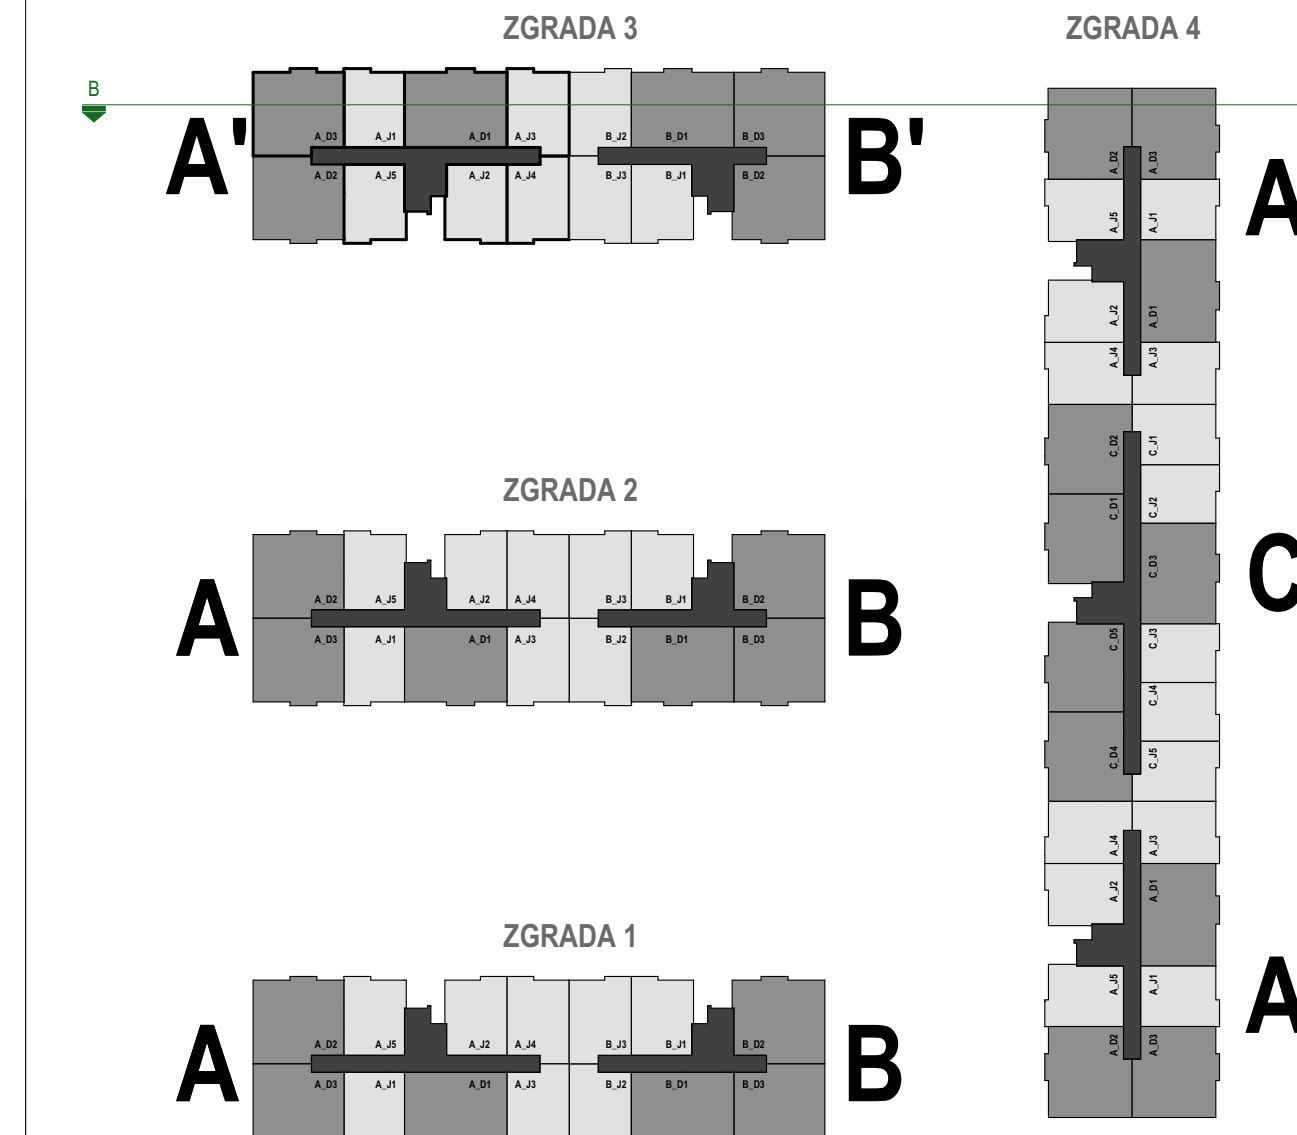 ZGRADA 3
ZGRADA 4
B
A'
A_D3 A_J1 A_D1 A_J3 B_J2 B_D1 B_D3
A_D2 A_J5 A_J2 A_J4 B_J3 B_J1 B_D2
B'
A_D2 A_D3
A
A_J5 A_J1
A_J2 A_D1
A_J4 A_J3
C_D2 C_J1
ZGRADA 2
C_D1 C_J2
C_D3
C
A
A_D2 A_J5 A_J2 A_J4 B_J3 B_J1 B_D2
A_D3 A_J1 A_D1 A_J3 B_J2 B_D1 B_D3
B
C_D5 C_J3
C_J4
C_D4 C_J5
A_J4 A_J3
A_J2 A_D1
ZGRADA 1
A_J5 A_J1
A
A
A_D2 A_J5 A_J2 A_J4 B_J3 B_J1 B_D2
A_D3 A_J1 A_D1 A_J3 B_J2 B_D1 B_D3
B
A_D2 A_D3